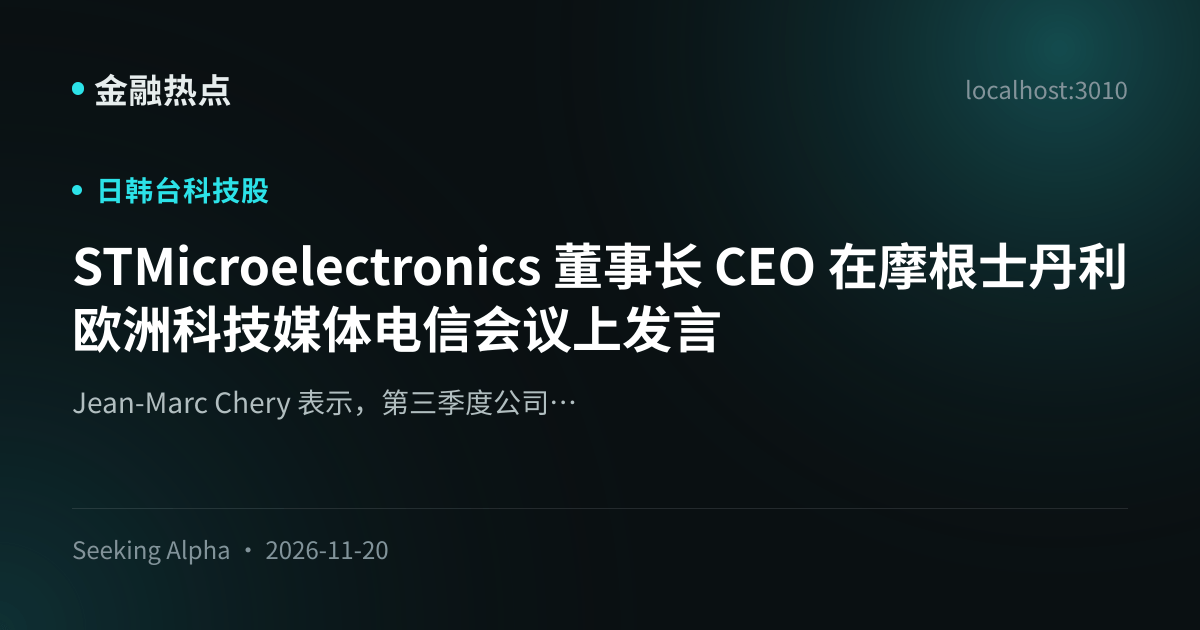 金融热点
localhost:3010
日韩台科技股
STMicroelectronics 董事长 CEO 在摩根士丹利
欧洲科技媒体电信会议上发言
Jean-Marc Chery 表示，第三季度公司…
Seeking Alpha · 2026-11-20